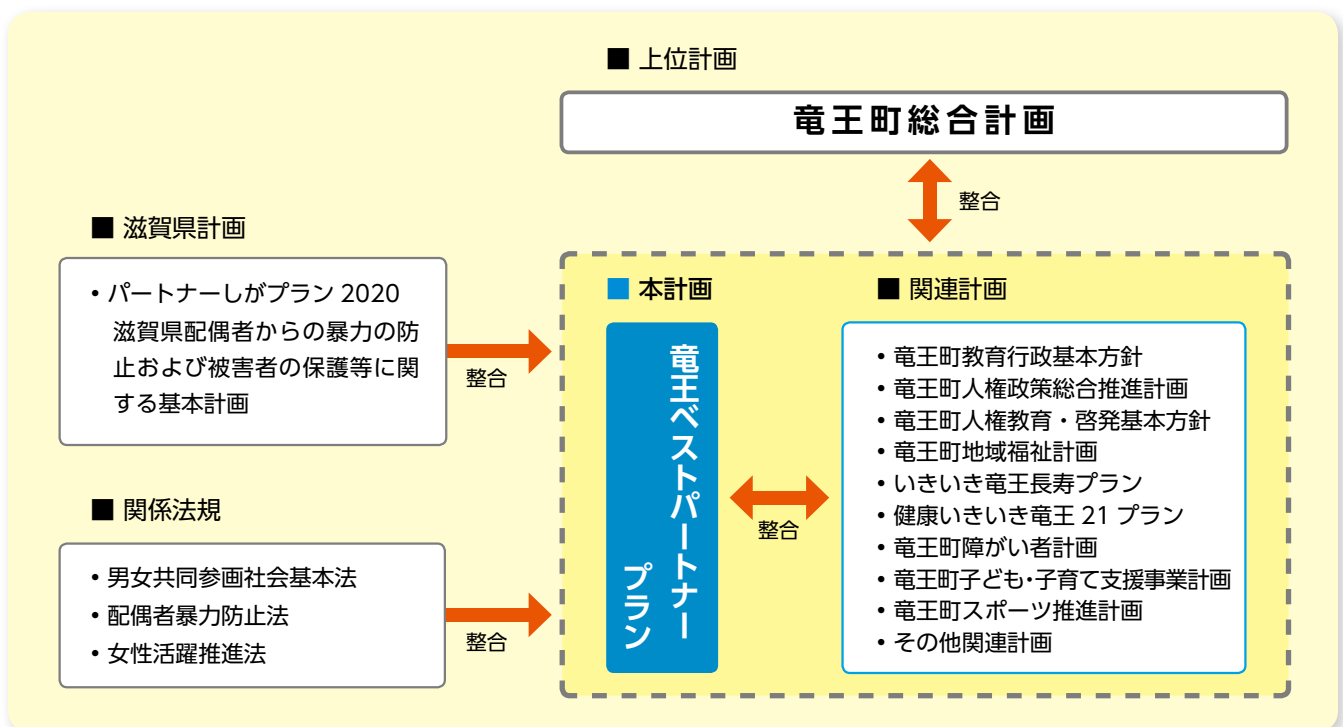 ■ 上位計画
竜王町総合計画
整合
■ 滋賀県計画
・パートナーしがプラン 2020
滋賀県配偶者からの暴力の防
止および被害者の保護等に関
する基本計画
整合
■ 関係法規
・男女共同参画社会基本法
・配偶者暴力防止法
・女性活躍推進法
整合
■ 本計画
竜王ベストパートナー
プラン
整合
■ 関連計画
・竜王町教育行政基本方針
・竜王町人権政策総合推進計画
・竜王町人権教育・啓発基本方針
・竜王町地域福祉計画
・いきいき竜王長寿プラン
・健康いきいき竜王 21 プラン
・竜王町障がい者計画
・竜王町子ども・子育て支援事業計画
・竜王町スポーツ推進計画
・その他関連計画